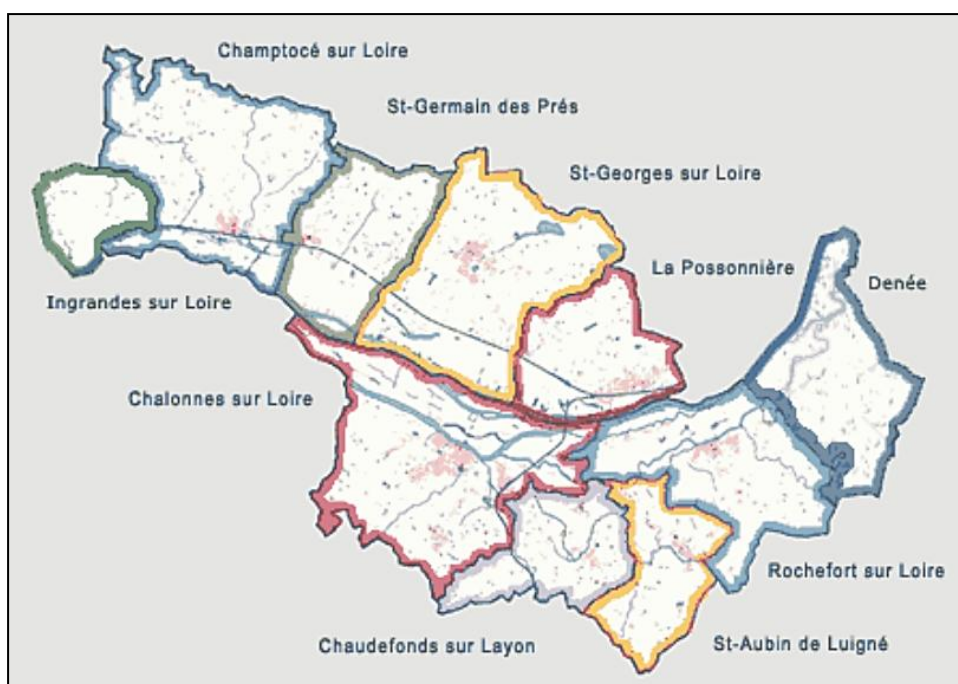 Champtocé sur Loire
St-Germain des Prés
St-Georges sur Loire
La Possonnière
Denée
Ingrandes sur Loire
Chalonnes sur Loire
Rochefort sur Loire
Chaudefonds sur Layon
St-Aubin de Luigné